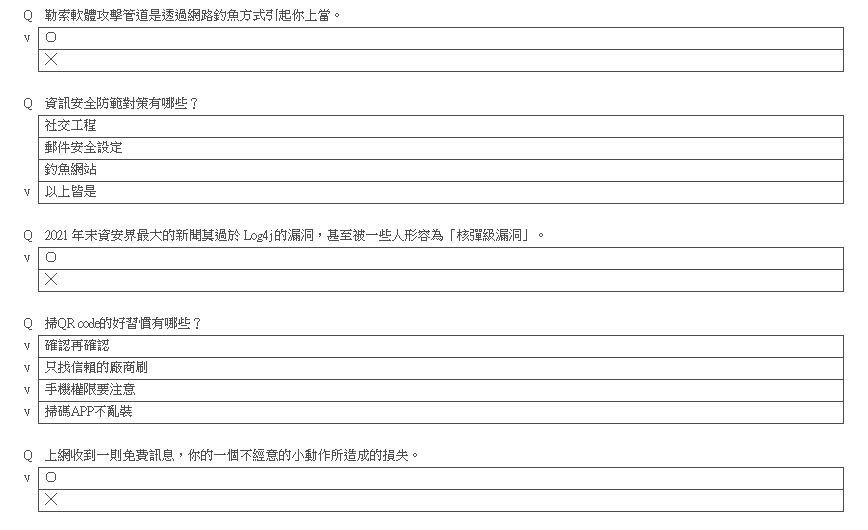 Q 勒索軟體攻擊管道是透過網路釣魚方式引起你上當。
v ○
╳
Q 資訊安全防範對策有哪些？
社交工程
郵件安全設定
釣魚網站
v 以上皆是
Q 2021 年末資安界最大的新聞莫過於 Log4j的漏洞，甚至被一些人形容為「核彈級漏洞」。
v ○
╳
Q 掃QR code的好習慣有哪些？
v 確認再確認
v 只找信賴的廠商刷
v 手機權限要注意
v 掃碼APP不亂裝
Q 上網收到一則免費訊息，你的一個不經意的小動作所造成的損失。
v ○
╳